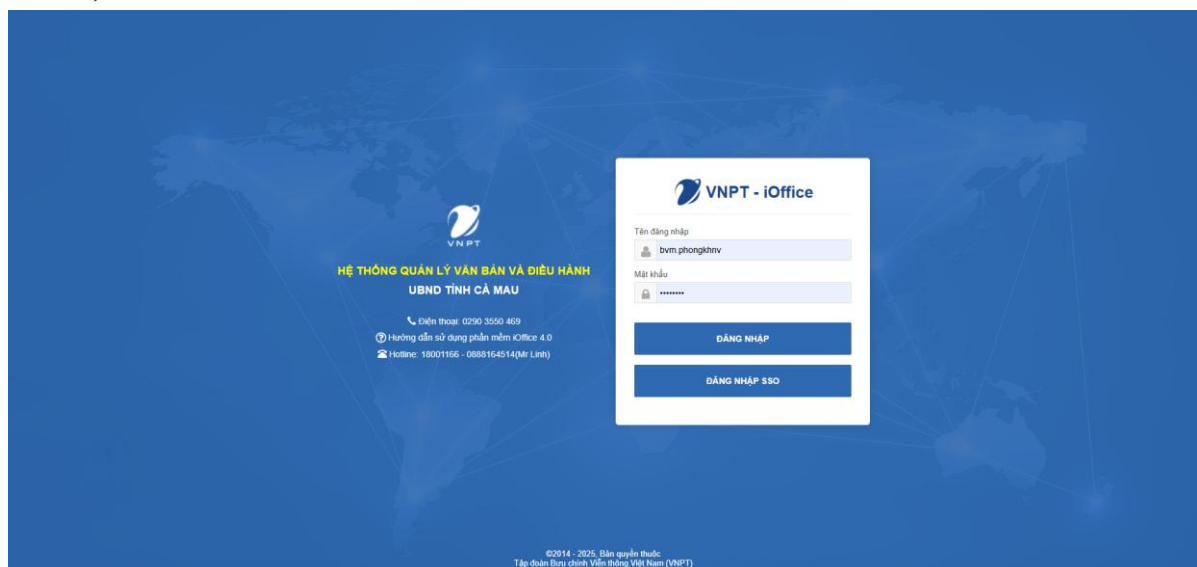 VNPT
HỆ THỐNG QUẢN LÝ VĂN BẢN VÀ ĐIỀU HÀNH
UBND TỈNH CÀ MAU
Điện thoại: 0290 3550 469
Hướng dẫn sử dụng phần mềm iOffice 4.0
Hotline: 18001166 - 0888164514(Mr Linh)
VNPT - iOffice
Tên đăng nhập
bvm.phongkhnv
Mật khẩu
••••••••
ĐĂNG NHẬP
ĐĂNG NHẬP SSO
©2014 - 2025, Bản quyền thuộc
Tập đoàn Bưu chính Viễn thông Việt Nam (VNPT)